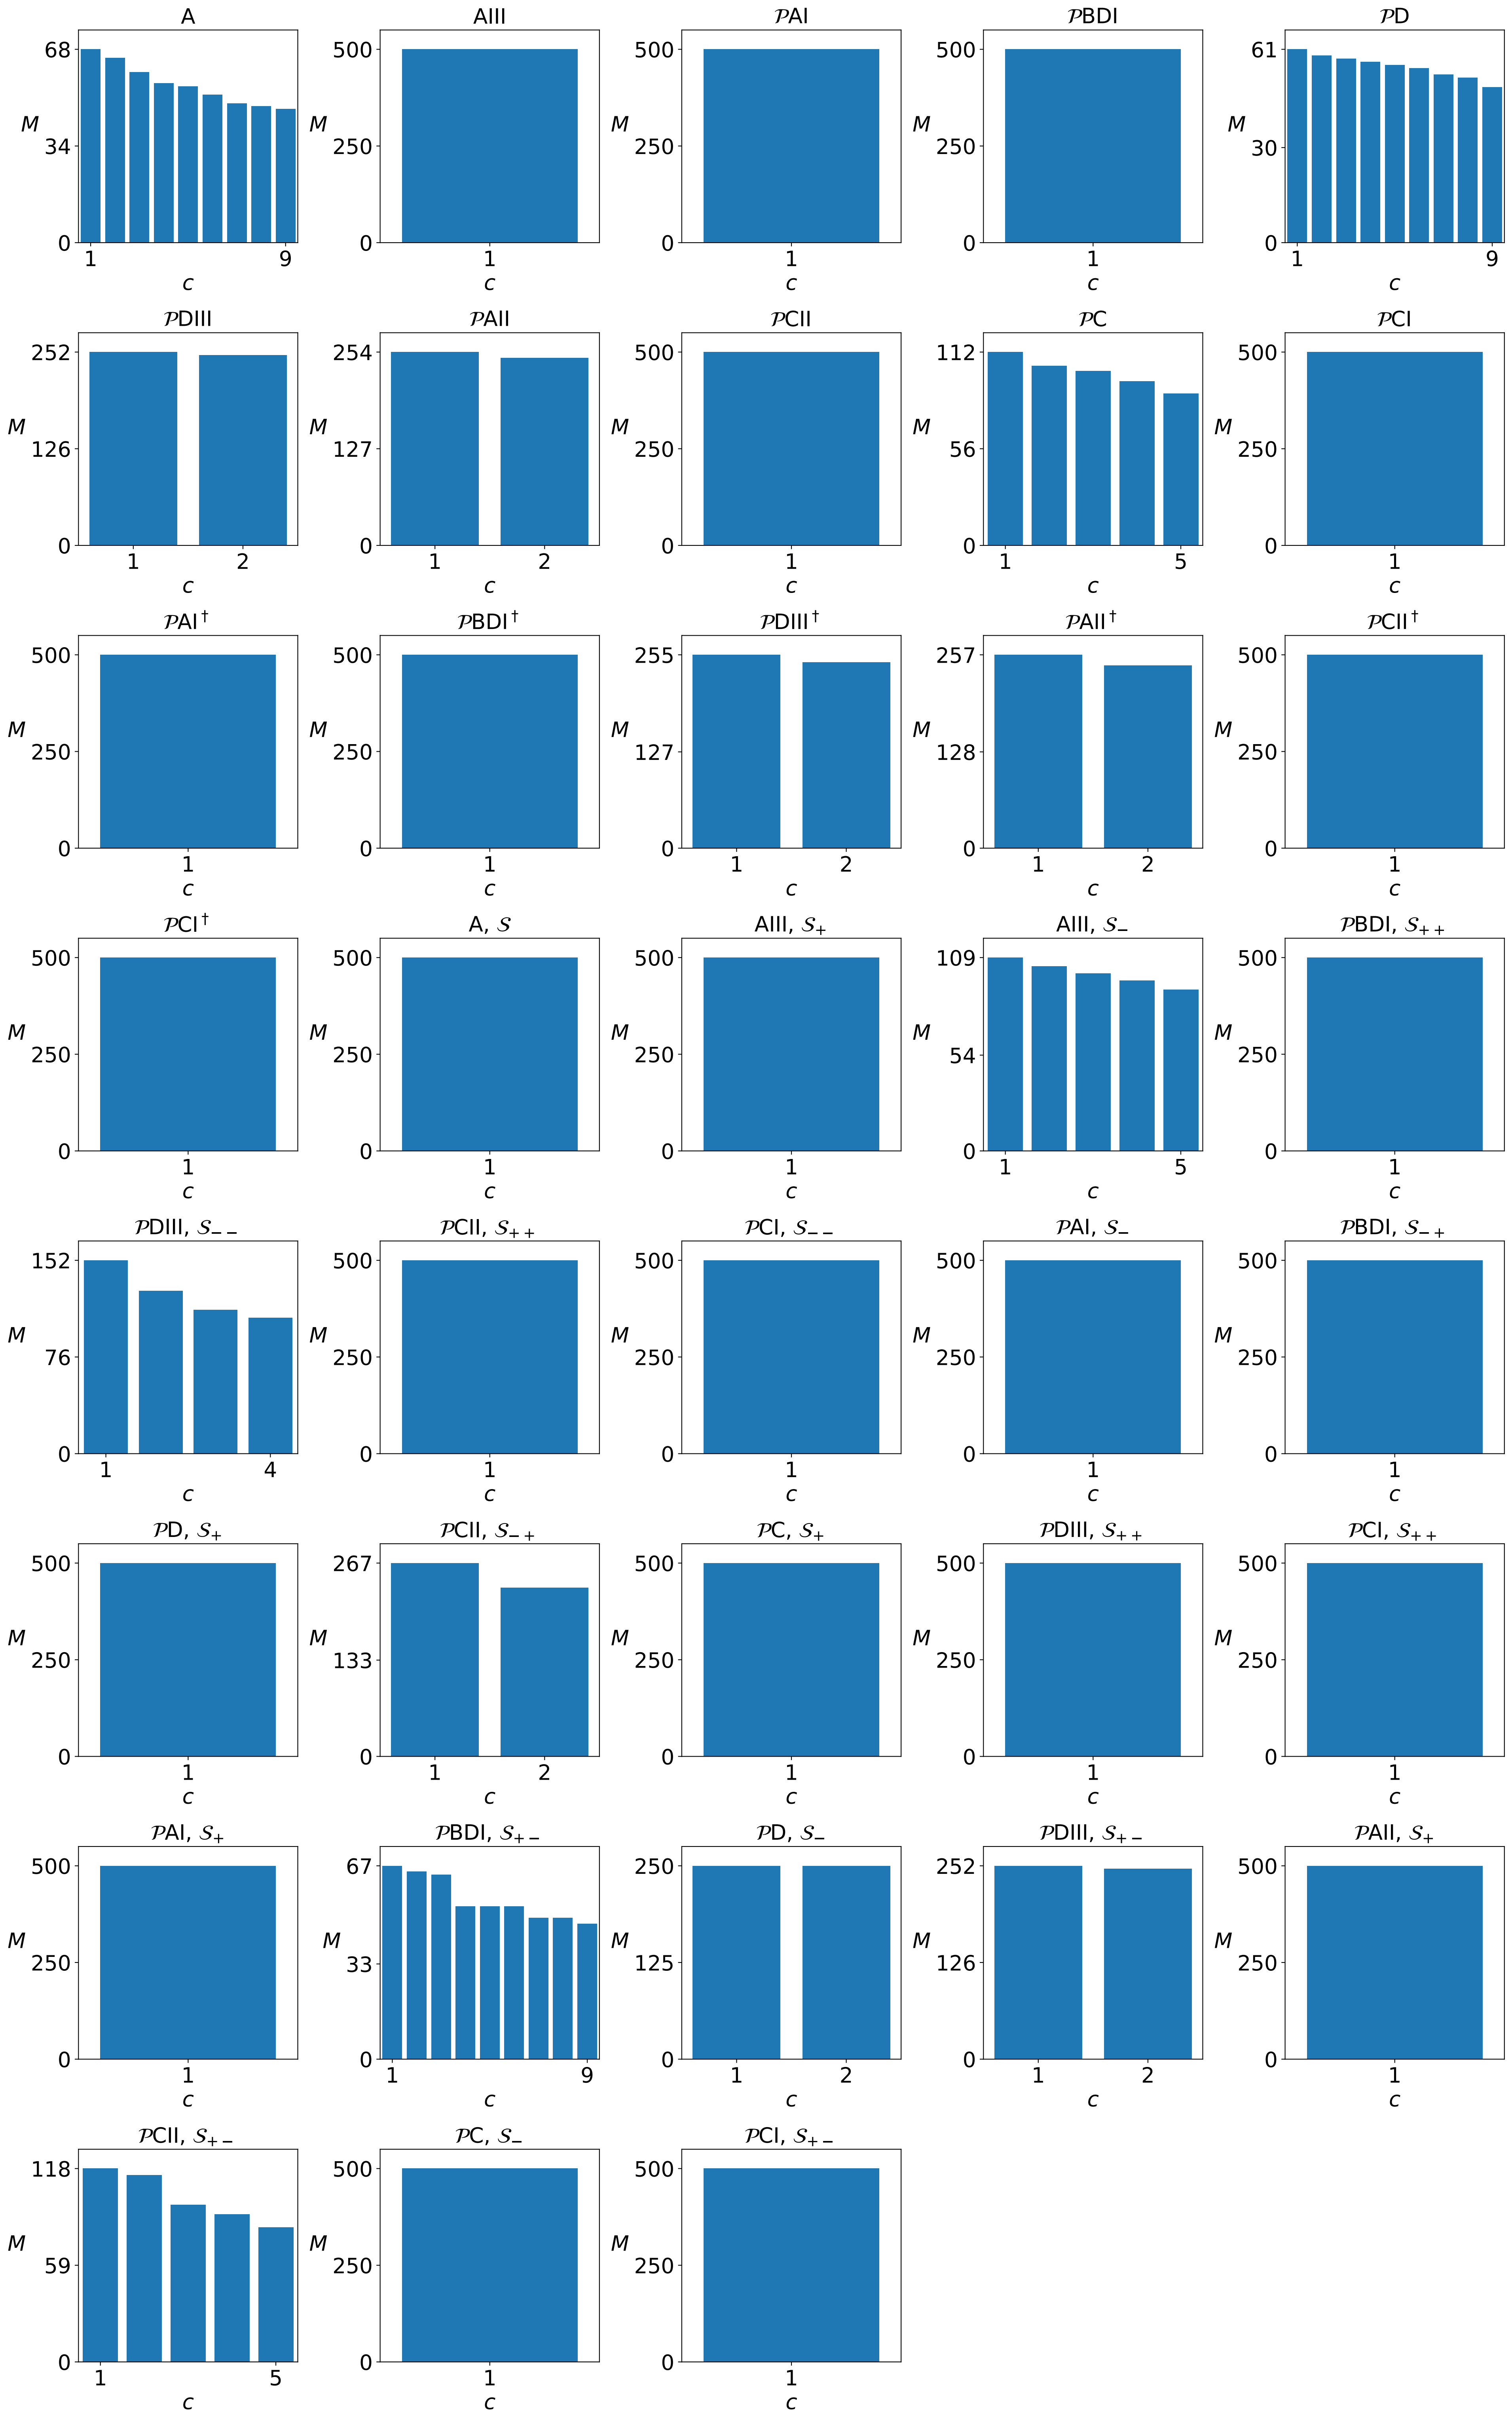 A
AIII
𝒫AI
𝒫BDI
𝒫D
M
68
34
0
1
9
c
M
500
250
0
1
c
M
500
250
0
1
c
M
500
250
0
1
c
M
61
30
0
1
9
c
𝒫DIII
𝒫AII
𝒫CII
𝒫C
𝒫CI
M
252
126
0
1
2
c
M
254
127
0
1
2
c
M
500
250
0
1
c
M
112
56
0
1
5
c
M
500
250
0
1
c
𝒫AI†
𝒫BDI†
𝒫DIII†
𝒫AII†
𝒫CII†
M
500
250
0
1
c
M
500
250
0
1
c
M
255
127
0
1
2
c
M
257
128
0
1
2
c
M
500
250
0
1
c
𝒫CI†
A, 𝒮
AIII, 𝒮+
AIII, 𝒮−
𝒫BDI, 𝒮++
M
500
250
0
1
c
M
500
250
0
1
c
M
500
250
0
1
c
M
109
54
0
1
5
c
M
500
250
0
1
c
𝒫DIII, 𝒮−−
𝒫CII, 𝒮++
𝒫CI, 𝒮−−
𝒫AI, 𝒮−
𝒫BDI, 𝒮−+
M
152
76
0
1
4
c
M
500
250
0
1
c
M
500
250
0
1
c
M
500
250
0
1
c
M
500
250
0
1
c
𝒫D, 𝒮+
𝒫CII, 𝒮−+
𝒫C, 𝒮+
𝒫DIII, 𝒮++
𝒫CI, 𝒮++
M
500
250
0
1
c
M
267
133
0
1
2
c
M
500
250
0
1
c
M
500
250
0
1
c
M
500
250
0
1
c
𝒫AI, 𝒮+
𝒫BDI, 𝒮+−
𝒫D, 𝒮−
𝒫DIII, 𝒮+−
𝒫AII, 𝒮+
M
500
250
0
1
c
M
67
33
0
1
9
c
M
250
125
0
1
2
c
M
252
126
0
1
2
c
M
500
250
0
1
c
𝒫CII, 𝒮+−
𝒫C, 𝒮−
𝒫CI, 𝒮+−
M
118
59
0
1
5
c
M
500
250
0
1
c
M
500
250
0
1
c